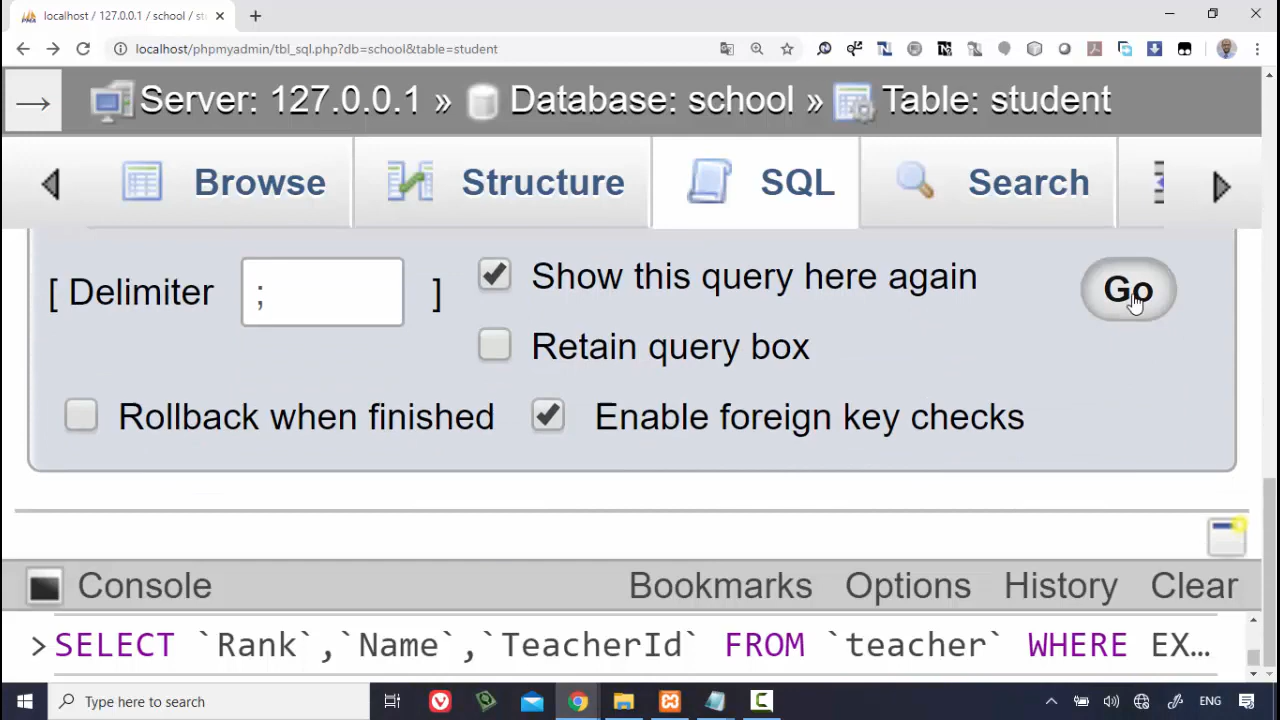 localhost / 127.0.0.1 / school / st
localhost/phpmyadmin/tbl_sql.php?db=school&table=student
Server: 127.0.0.1 » Database: school » Table: student
Browse Structure SQL Search
[ Delimiter ; ] Show this query here again Go
Retain query box
Rollback when finished Enable foreign key checks
Console Bookmarks Options History Clear
>SELECT `Rank`,`Name`,`TeacherId` FROM `teacher` WHERE EX...
Type here to search ENG